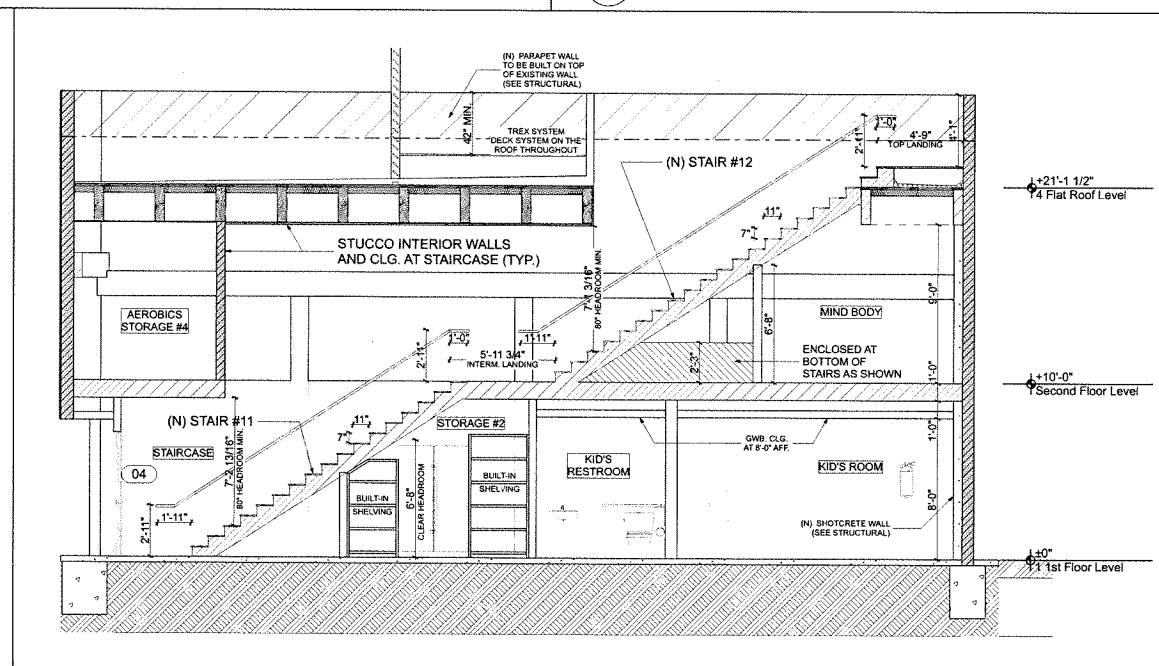 (N) PARAPET WALL
TO BE BUILT ON TOP
OF EXISTING WALL
(SEE STRUCTURAL)
42" MIN.
TREX SYSTEM
DECK SYSTEM ON THE
ROOF THROUGHOUT
1'-0"
2'-11"
4'-9"
TOP LANDING
4'-1"
(N) STAIR #12
+21'-1 1/2"
4 Flat Roof Level
11"
7"
STUCCO INTERIOR WALLS
AND CLG. AT STAIRCASE (TYP.)
7'-1 3/16"
80" HEADROOM MIN.
AEROBICS
STORAGE #4
1'-0"
2'-11"
1'-11"
5'-11 3/4"
INTERM. LANDING
6'-8"
2'-3"
MIND BODY
9'-0"
ENCLOSED AT
BOTTOM OF
STAIRS AS SHOWN
1'-0"
+10'-0"
Second Floor Level
(N) STAIR #11
11"
7"
STORAGE #2
STAIRCASE
04
7'-2 13/16"
80" HEADROOM MIN.
GWB. CLG.
AT 8'-0" AFF.
1'-0"
KID'S
RESTROOM
KID'S ROOM
BUILT-IN
SHELVING
6'-8"
CLEAR HEADROOM
BUILT-IN
SHELVING
8'-0"
1'-11"
2'-11"
(N) SHOTCRETE WALL
(SEE STRUCTURAL)
±0"
1 1st Floor Level